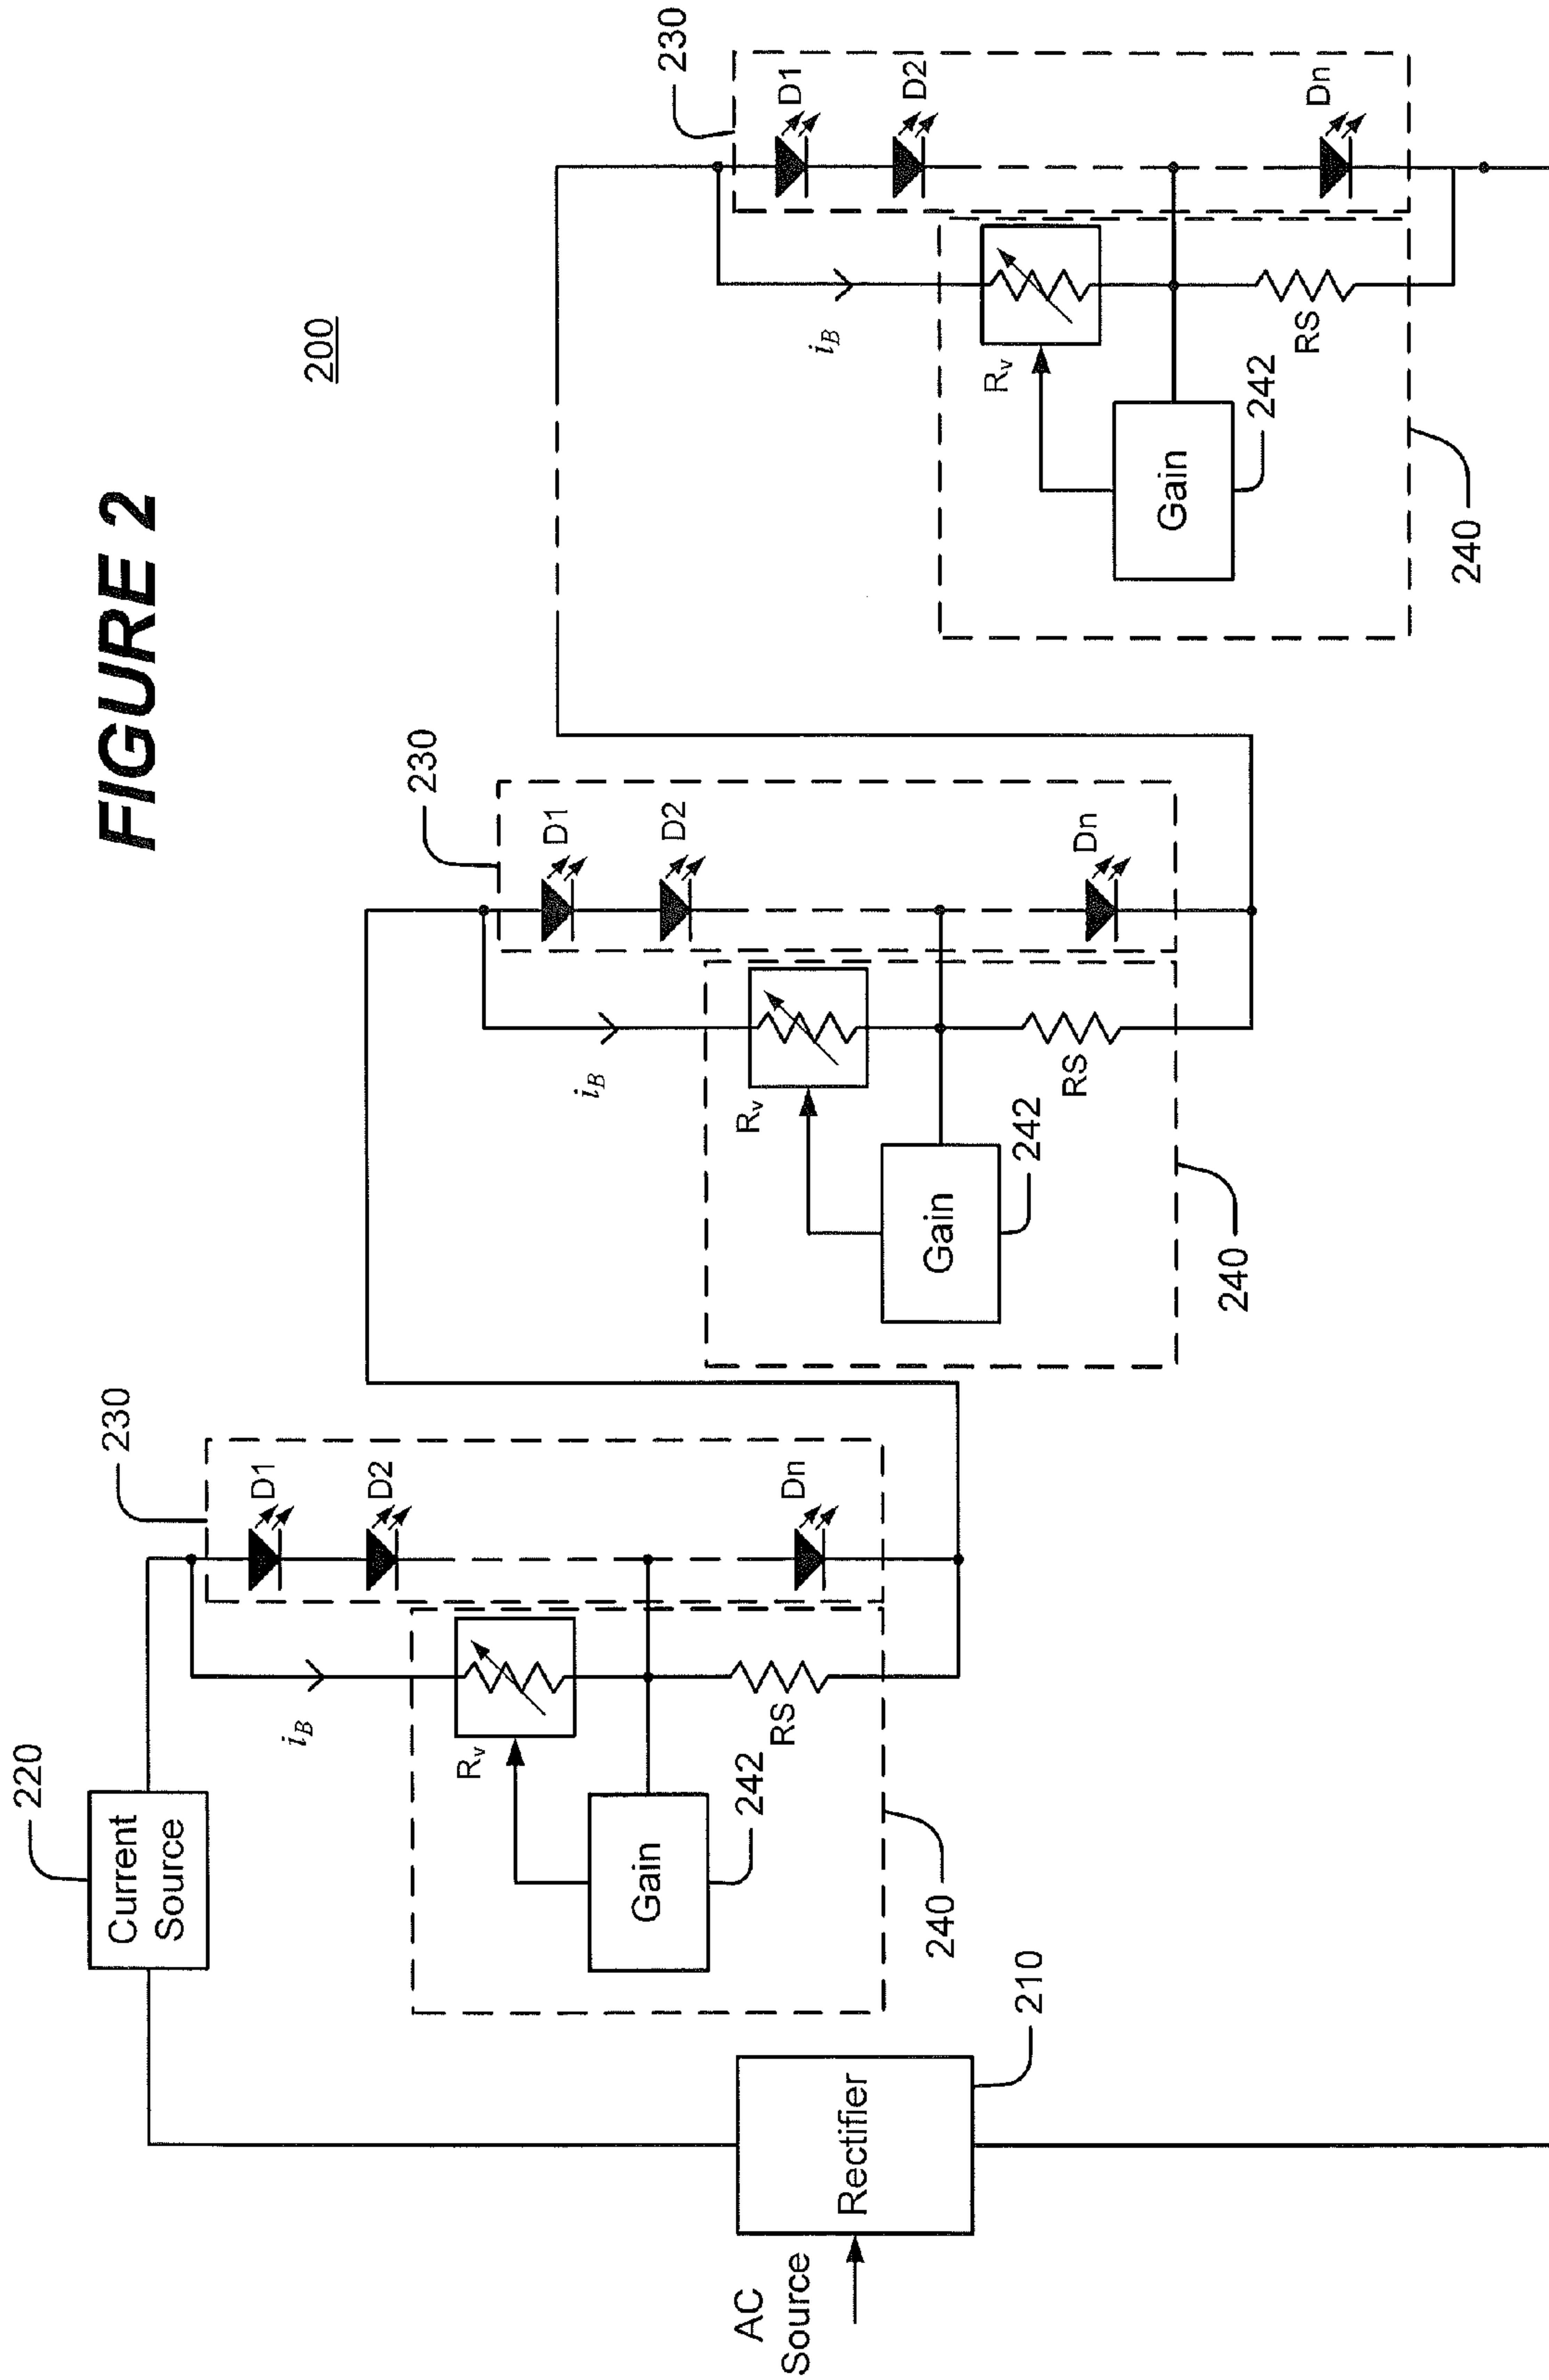 FIGURE 2
200
220
Current
Source
230
D1
D2
Dn
i_B
R_v
Gain
242
RS
240
AC
Source
Rectifier
210
230
D1
D2
Dn
i_B
R_v
Gain
242
RS
240
230
D1
D2
Dn
i_B
R_v
Gain
242
RS
240